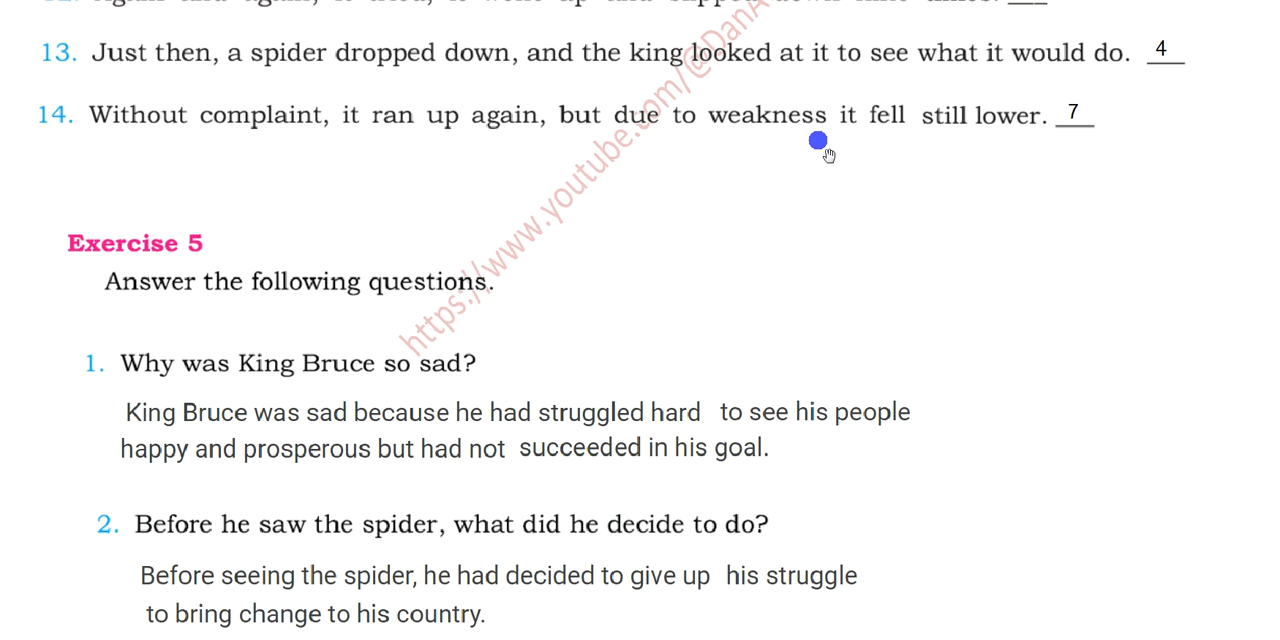 13. Just then, a spider dropped down, and the king looked at it to see what it would do. 4
14. Without complaint, it ran up again, but due to weakness it fell still lower. 7
https://www.youtube.com/@DanA
Exercise 5
Answer the following questions.
1. Why was King Bruce so sad?
King Bruce was sad because he had struggled hard to see his people
happy and prosperous but had not succeeded in his goal.
2. Before he saw the spider, what did he decide to do?
Before seeing the spider, he had decided to give up his struggle
to bring change to his country.